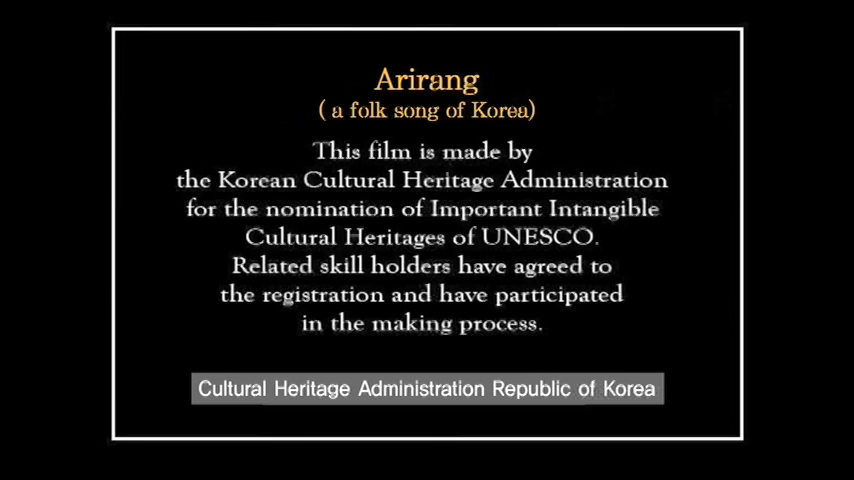 Arirang
( a folk song of Korea)
This film is made by
the Korean Cultural Heritage Administration
for the nomination of Important Intangible
Cultural Heritages of UNESCO.
Related skill holders have agreed to
the registration and have participated
in the making process.
Cultural Heritage Administration Republic of Korea